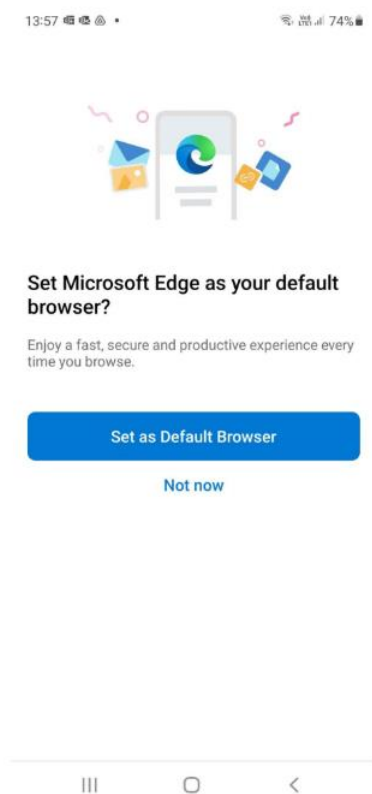 13:57 74%
Set Microsoft Edge as your default
browser?
Enjoy a fast, secure and productive experience every
time you browse.
Set as Default Browser
Not now